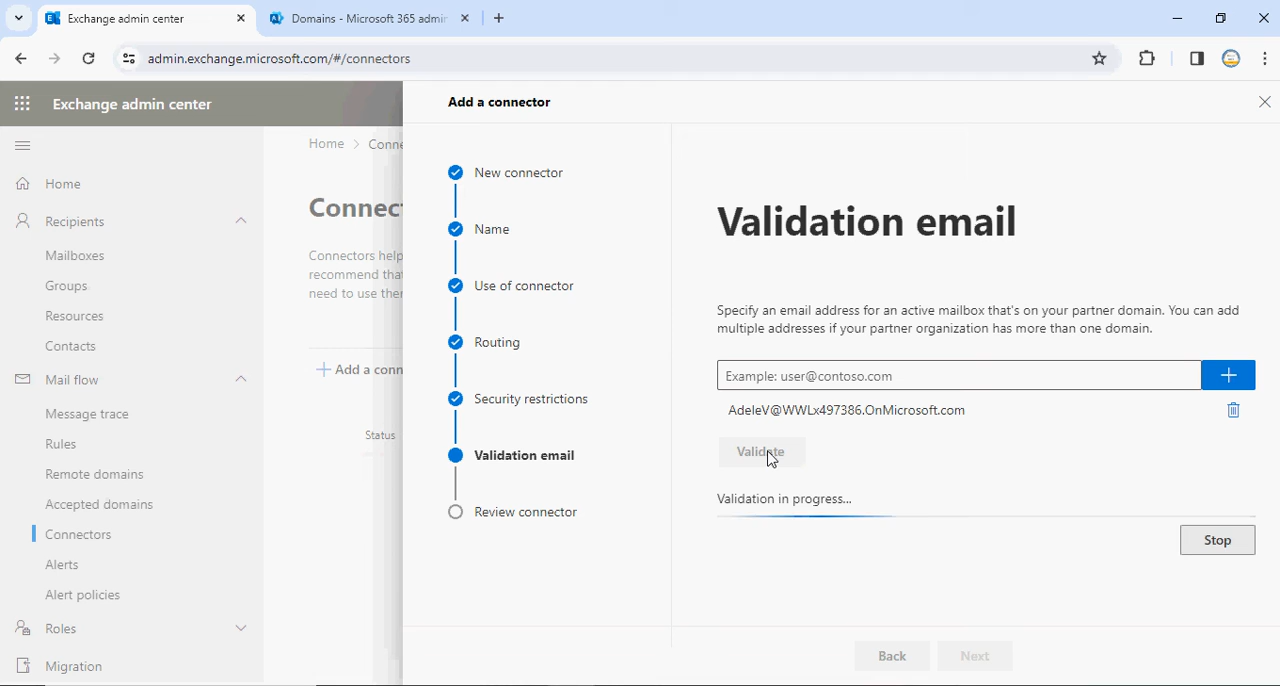 Exchange admin center
Domains - Microsoft 365 admin
admin.exchange.microsoft.com/#/connectors
Exchange admin center
Add a connector
Home
Recipients
Mailboxes
Groups
Resources
Contacts
Mail flow
Message trace
Rules
Remote domains
Accepted domains
Connectors
Alerts
Alert policies
Roles
Migration
Home > Conne
Connect
Connectors help
recommend that
need to use ther
Add a conn
Status
New connector
Name
Use of connector
Routing
Security restrictions
Validation email
Review connector
Validation email
Specify an email address for an active mailbox that's on your partner domain. You can add
multiple addresses if your partner organization has more than one domain.
Example: user@contoso.com
AdeleV@WWLx497386.OnMicrosoft.com
Validate
Validation in progress...
Stop
Back
Next